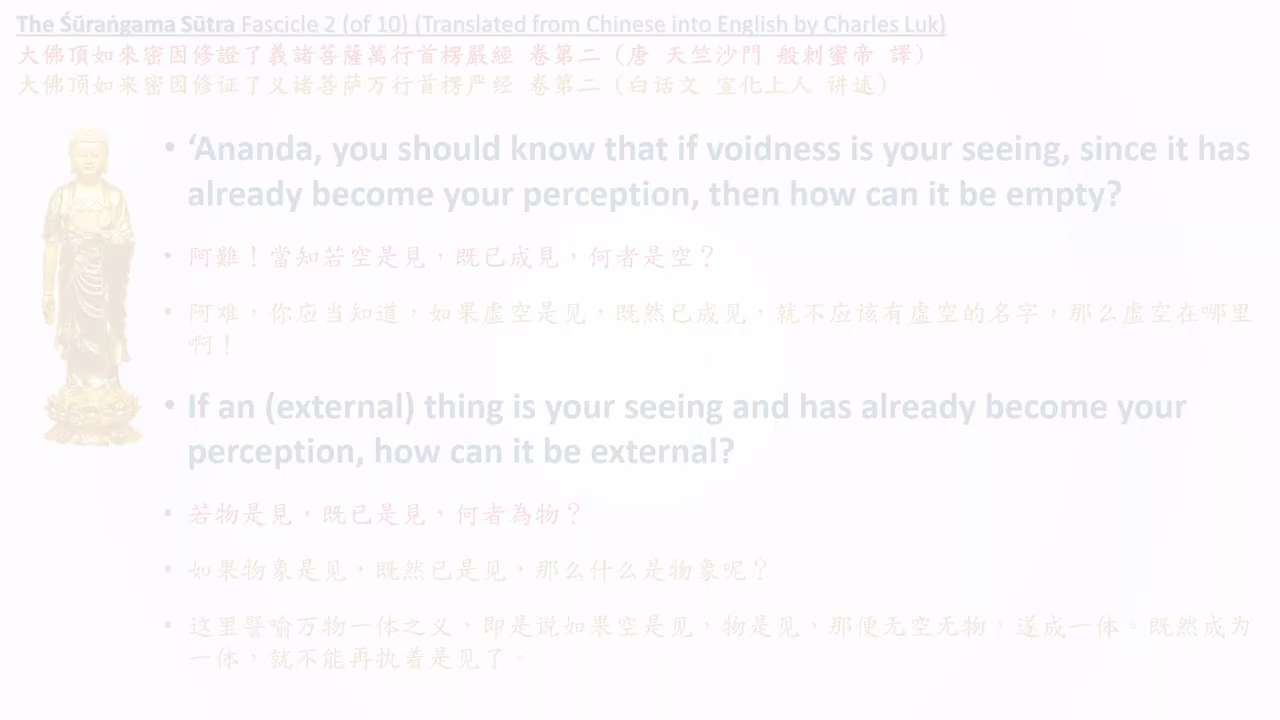 The Śūraṅgama Sūtra Fascicle 2 (of 10) (Translated from Chinese into English by Charles Luk)
大佛頂如來密因修證了義諸菩薩萬行首楞嚴經 卷第二（唐 天竺沙門 般剌蜜帝 譯）
大佛顶如来密因修证了义诸菩萨万行首楞严经 卷第二（白话文 宣化上人 讲述）
• ‘Ananda, you should know that if voidness is your seeing, since it has
already become your perception, then how can it be empty?
• 阿難！當知若空是見，既已成見，何者是空？
• 阿难，你应当知道，如果虚空是见，既然已成见，就不应该有虚空的名字，那么虚空在哪里
啊！
• If an (external) thing is your seeing and has already become your
perception, how can it be external?
• 若物是見，既已是見，何者為物？
• 如果物象是见，既然已是见，那么什么是物象呢？
• 这里譬喻万物一体之义，即是说如果空是见，物是见，那便无空无物，遂成一体。既然成为
一体，就不能再执着是见了。